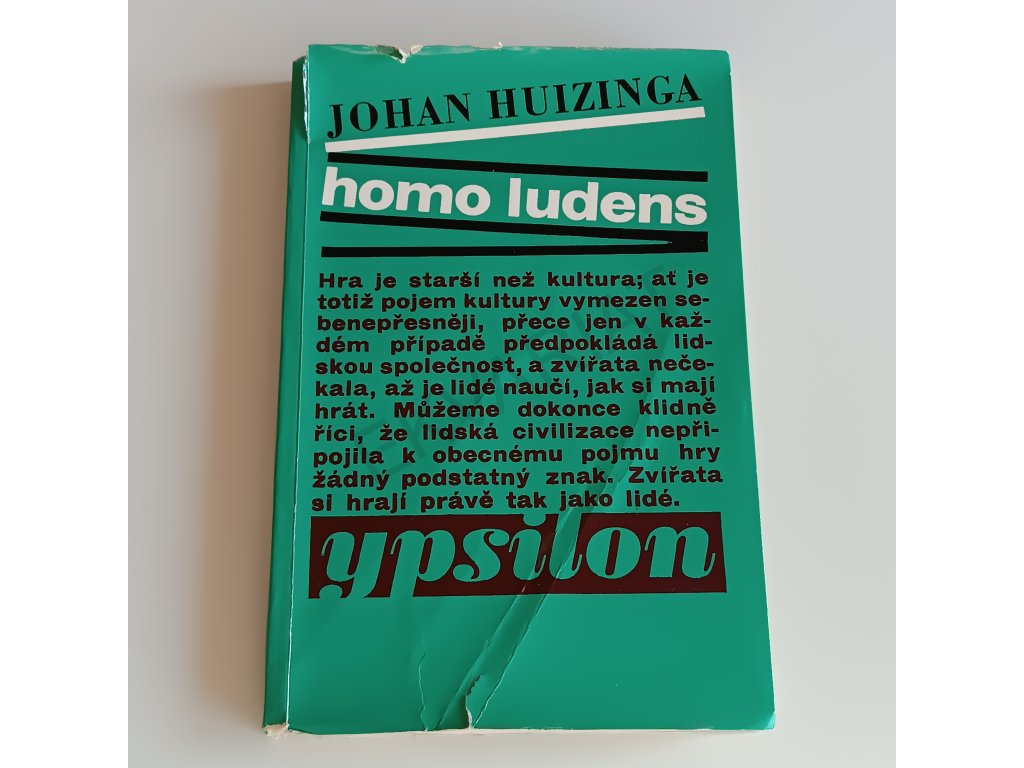 JOHAN HUIZINGA
homo ludens
Hra je starší než kultura; ať je
totiž pojem kultury vymezen se-
benepřesněji, přece jen v kaž-
dém případě předpokládá lid-
skou společnost, a zvířata neče-
kala, až je lidé naučí, jak si mají
hrát. Můžeme dokonce klidně
říci, že lidská civilizace nepři-
pojila k obecnému pojmu hry
žádný podstatný znak. Zvířata
si hrají právě tak jako lidé.
ypsilon